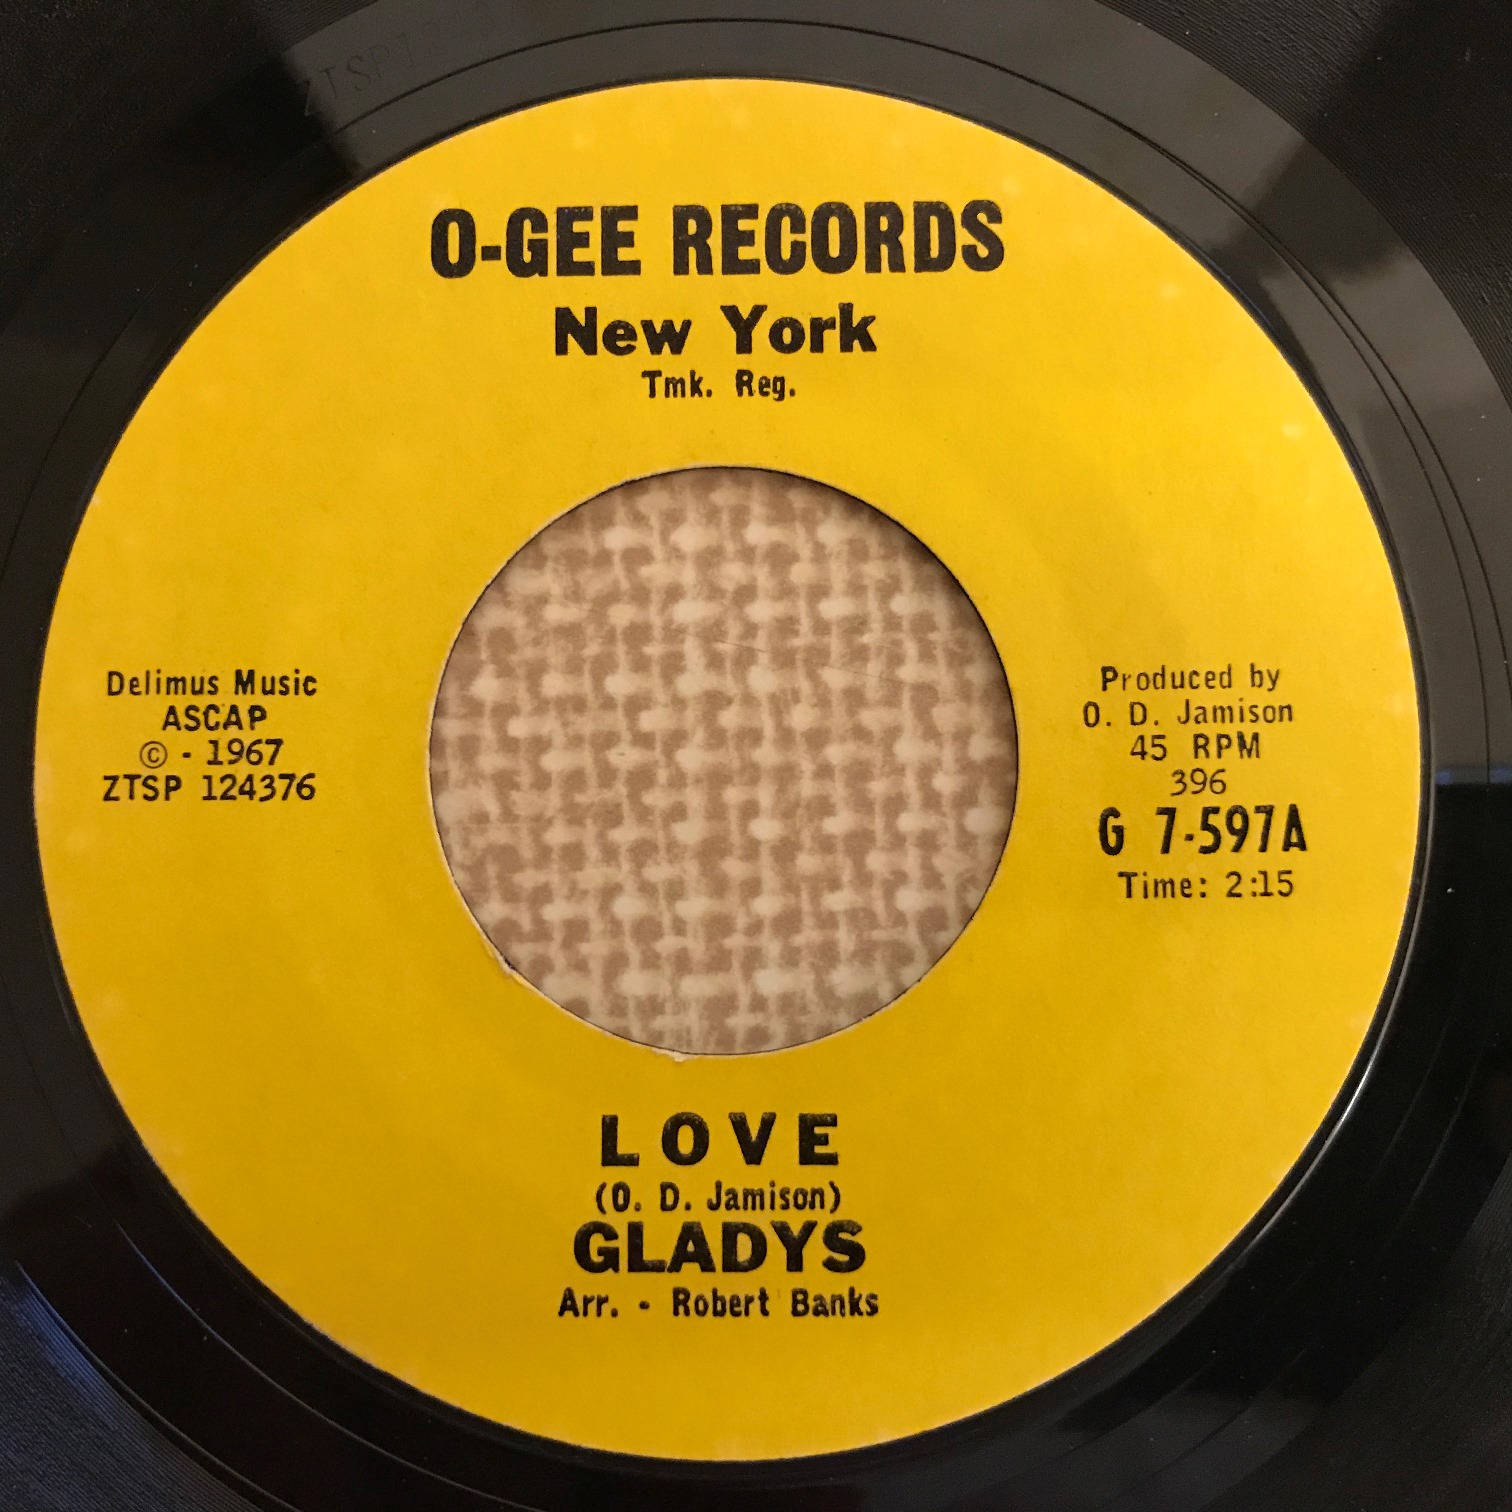 O-GEE RECORDS
New York
Tmk. Reg.
Delimus Music
ASCAP
© - 1967
ZTSP 124376
Produced by
O. D. Jamison
45 RPM
396
G 7-597A
Time: 2:15
LOVE
(O. D. Jamison)
GLADYS
Arr. - Robert Banks